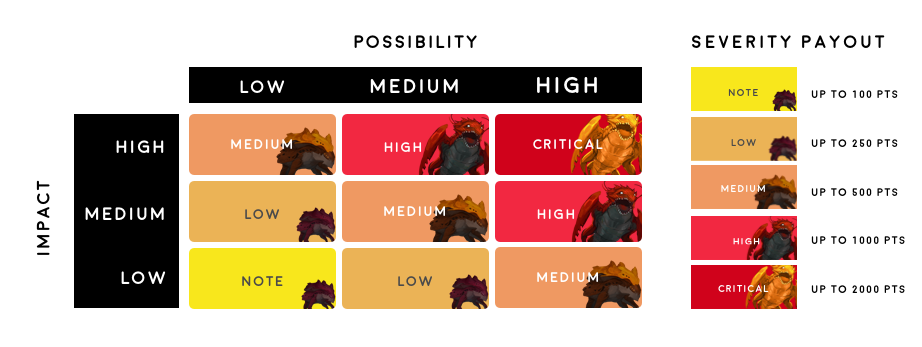 POSSIBILITY
SEVERITY PAYOUT
LOW MEDIUM HIGH
NOTE UP TO 100 PTS
HIGH MEDIUM HIGH CRITICAL
LOW UP TO 250 PTS
MEDIUM UP TO 500 PTS
IMPACT
MEDIUM LOW MEDIUM HIGH
HIGH UP TO 1000 PTS
LOW NOTE LOW MEDIUM
CRITICAL UP TO 2000 PTS